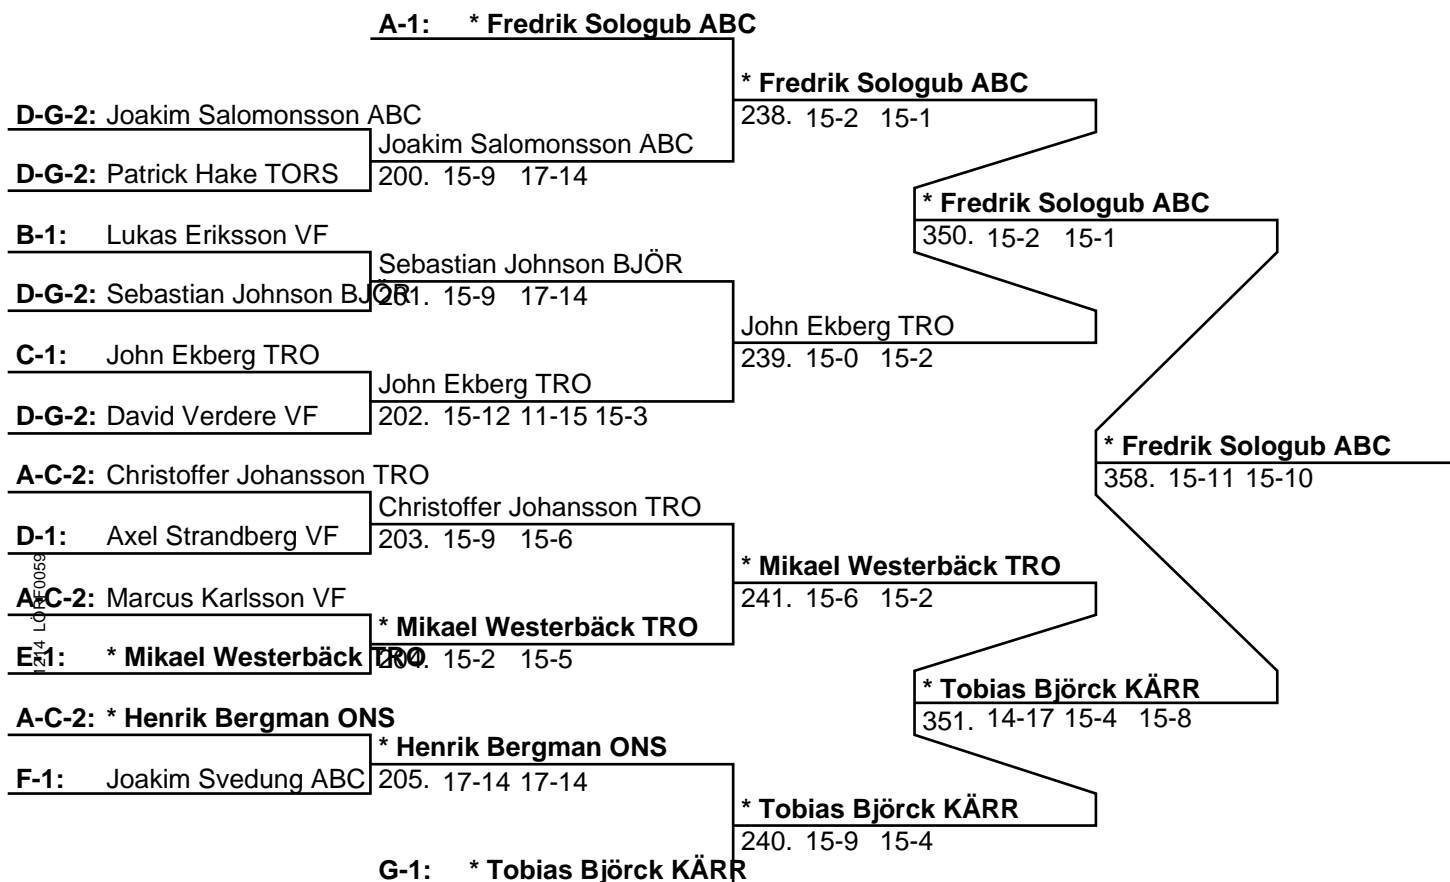 A-1: * Fredrik Sologub ABC
* Fredrik Sologub ABC
238. 15-2 15-1
D-G-2: Joakim Salomonsson ABC
Joakim Salomonsson ABC
D-G-2: Patrick Hake TORS
200. 15-9 17-14
* Fredrik Sologub ABC
350. 15-2 15-1
B-1: Lukas Eriksson VF
Sebastian Johnson BJÖR
D-G-2: Sebastian Johnson BJÖR
201. 15-9 17-14
John Ekberg TRO
239. 15-0 15-2
C-1: John Ekberg TRO
John Ekberg TRO
D-G-2: David Verdere VF
202. 15-12 11-15 15-3
* Fredrik Sologub ABC
358. 15-11 15-10
A-C-2: Christoffer Johansson TRO
Christoffer Johansson TRO
D-1: Axel Strandberg VF
203. 15-9 15-6
* Mikael Westerbäck TRO
241. 15-6 15-2
A-C-2: Marcus Karlsson VF
* Mikael Westerbäck TRO
E-1: * Mikael Westerbäck TRO
204. 15-2 15-5
1214 LÖRF0059
* Tobias Björck KÄRR
351. 14-17 15-4 15-8
A-C-2: * Henrik Bergman ONS
* Henrik Bergman ONS
F-1: Joakim Svedung ABC
205. 17-14 17-14
* Tobias Björck KÄRR
240. 15-9 15-4
G-1: * Tobias Björck KÄRR